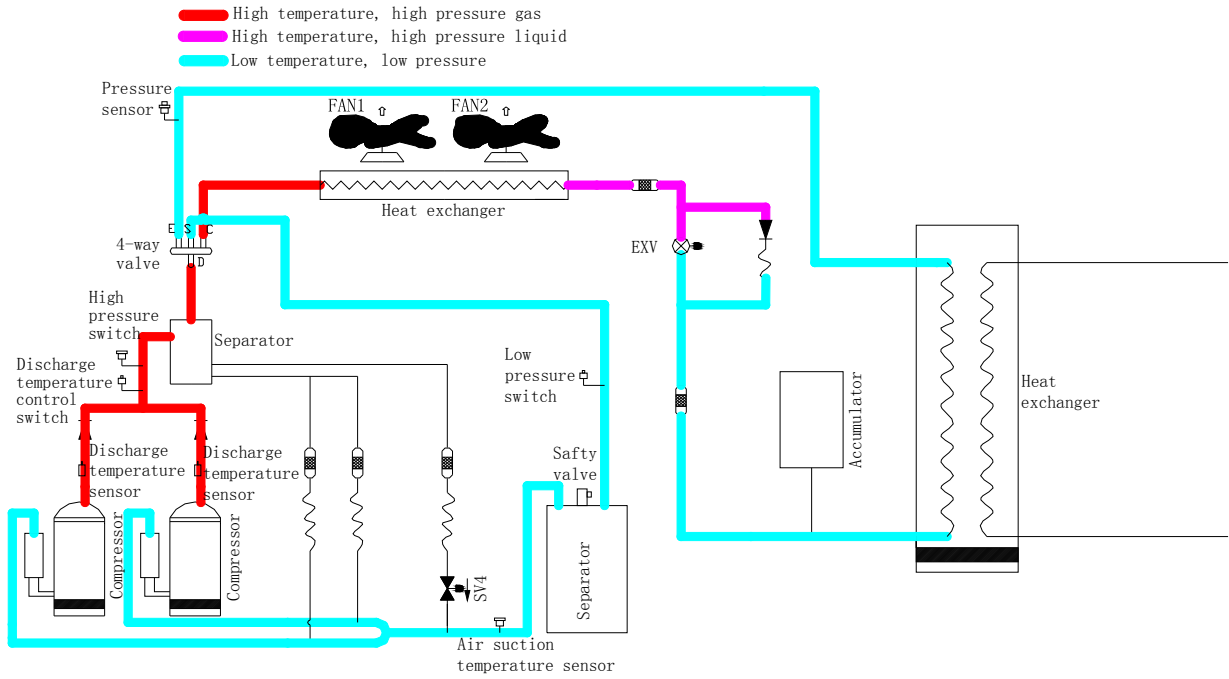 High temperature, high pressure gas
High temperature, high pressure liquid
Low temperature, low pressure
Pressure
sensor
FAN1
FAN2
Heat exchanger
E S C
4-way
valve
D
EXV
High
pressure
switch
Separator
Discharge
temperature
control
switch
Low
pressure
switch
Heat
exchanger
Accumulator
Discharge
temperature
sensor
Discharge
temperature
sensor
Safty
valve
Compressor
Compressor
SV4
Separator
Air suction
temperature sensor